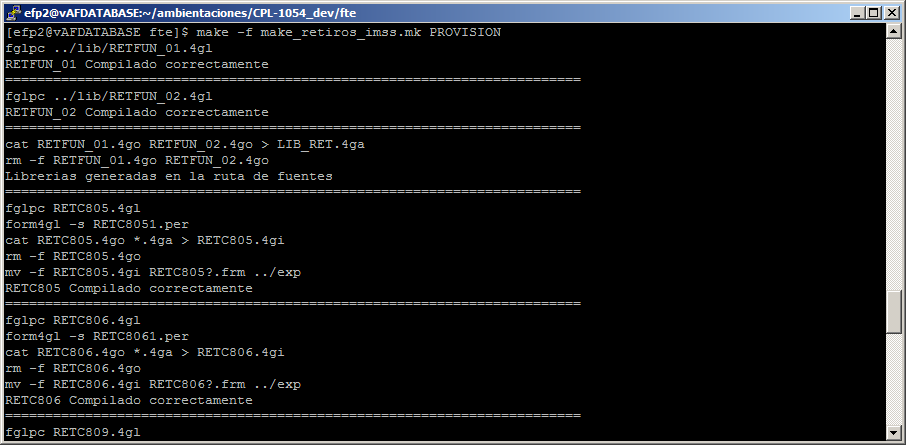 efp2@vAFDATABASE:~/ambientaciones/CPL-1054_dev/fte
[efp2@vAFDATABASE fte]$ make -f make_retiros_imss.mk PROVISION
fglpc ../lib/RETFUN_01.4gl
RETFUN_01 Compilado correctamente
========================================================================
fglpc ../lib/RETFUN_02.4gl
RETFUN_02 Compilado correctamente
========================================================================
cat RETFUN_01.4go RETFUN_02.4go > LIB_RET.4ga
rm -f RETFUN_01.4go RETFUN_02.4go
Librerias generadas en la ruta de fuentes
========================================================================
fglpc RETC805.4gl
form4gl -s RETC8051.per
cat RETC805.4go *.4ga > RETC805.4gi
rm -f RETC805.4go
mv -f RETC805.4gi RETC805?.frm ../exp
RETC805 Compilado correctamente
========================================================================
fglpc RETC806.4gl
form4gl -s RETC8061.per
cat RETC806.4go *.4ga > RETC806.4gi
rm -f RETC806.4go
mv -f RETC806.4gi RETC806?.frm ../exp
RETC806 Compilado correctamente
========================================================================
fglpc RETC809.4gl